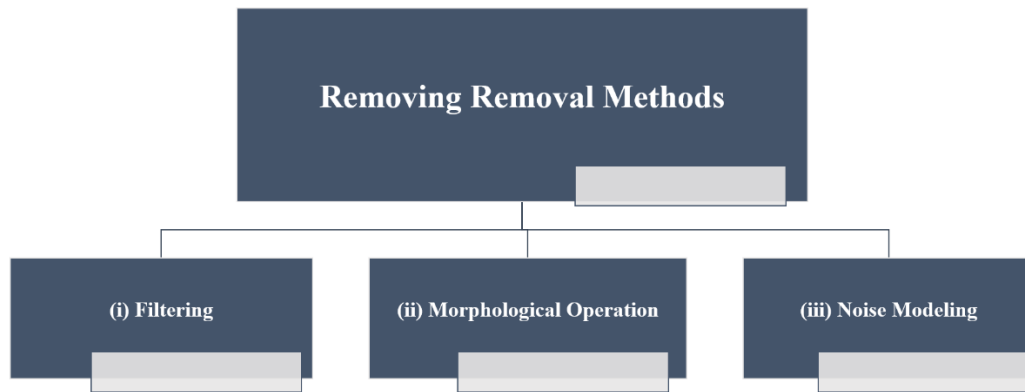 Removing Removal Methods
(i) Filtering
(ii) Morphological Operation
(iii) Noise Modeling